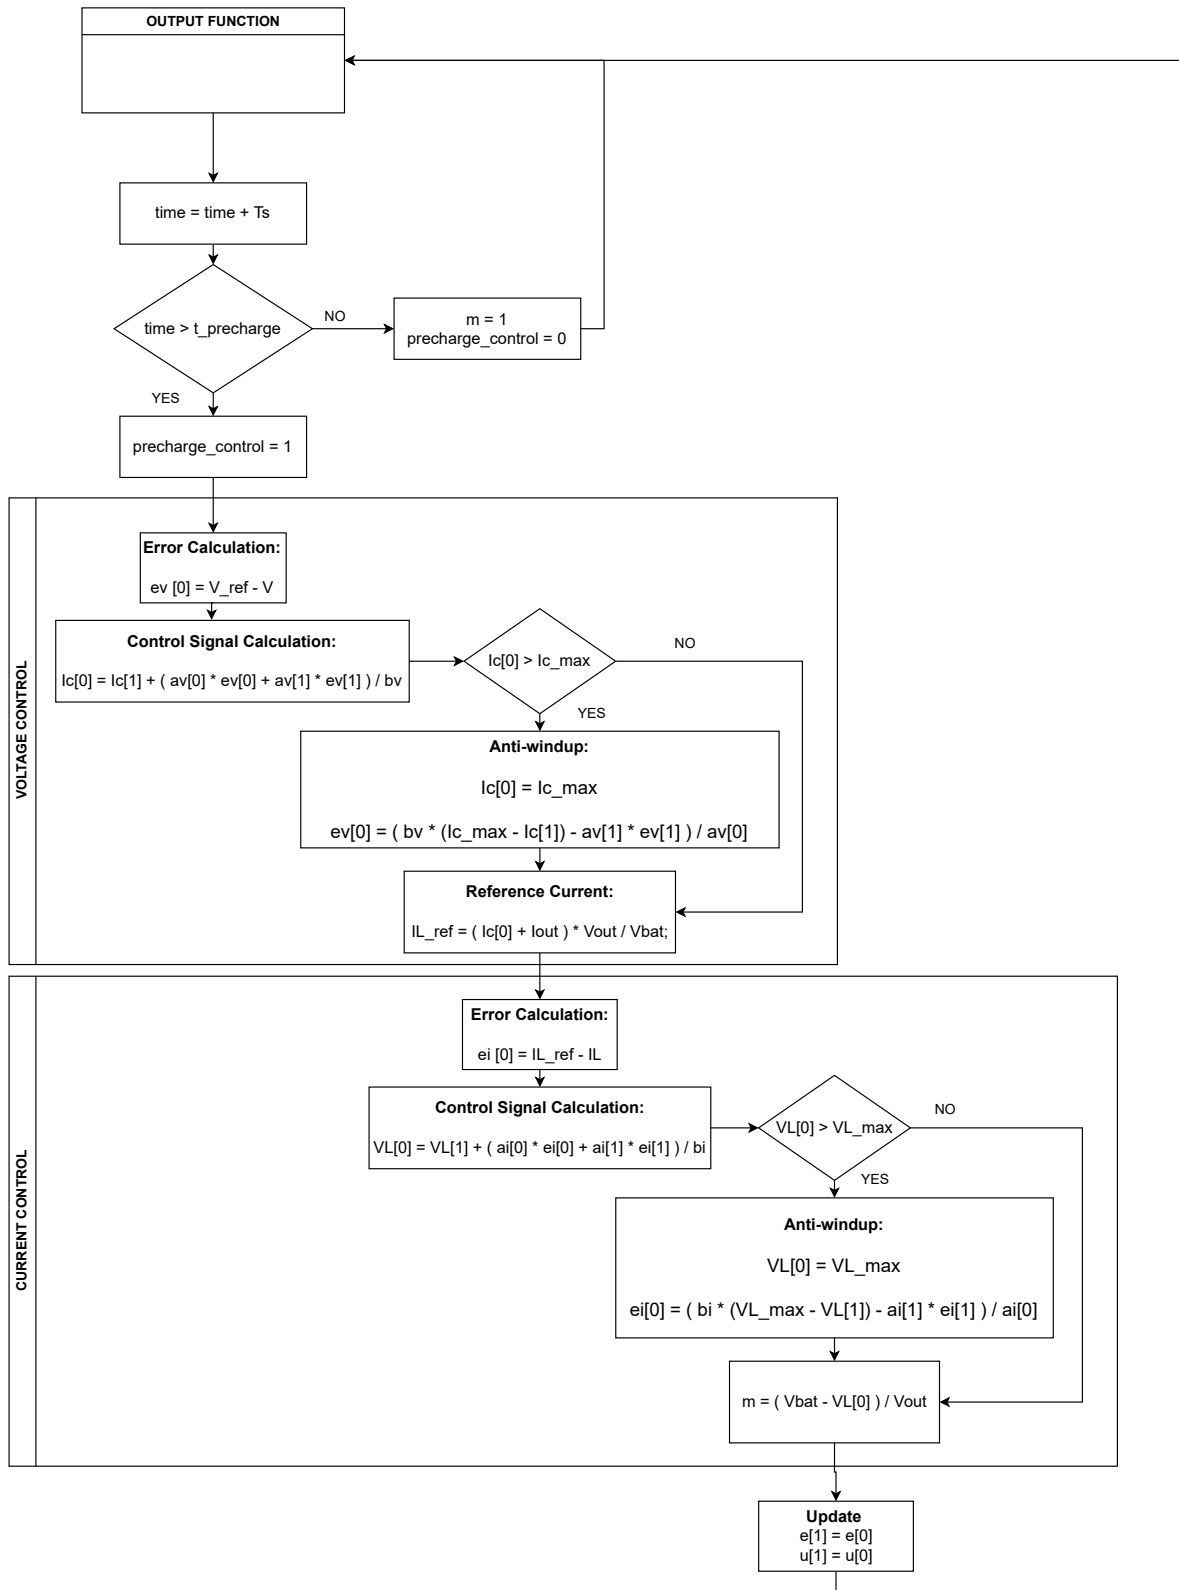 OUTPUT FUNCTION
time = time + Ts
time > t_precharge
NO
m = 1
precharge_control = 0
YES
precharge_control = 1
VOLTAGE CONTROL
Error Calculation:
ev [0] = V_ref - V
Control Signal Calculation:
Ic[0] = Ic[1] + ( av[0] * ev[0] + av[1] * ev[1] ) / bv
Ic[0] > Ic_max
NO
YES
Anti-windup:
Ic[0] = Ic_max
ev[0] = ( bv * (Ic_max - Ic[1]) - av[1] * ev[1] ) / av[0]
Reference Current:
IL_ref = ( Ic[0] + Iout ) * Vout / Vbat;
CURRENT CONTROL
Error Calculation:
ei [0] = IL_ref - IL
Control Signal Calculation:
VL[0] = VL[1] + ( ai[0] * ei[0] + ai[1] * ei[1] ) / bi
VL[0] > VL_max
NO
YES
Anti-windup:
VL[0] = VL_max
ei[0] = ( bi * (VL_max - VL[1]) - ai[1] * ei[1] ) / ai[0]
m = ( Vbat - VL[0] ) / Vout
Update
e[1] = e[0]
u[1] = u[0]